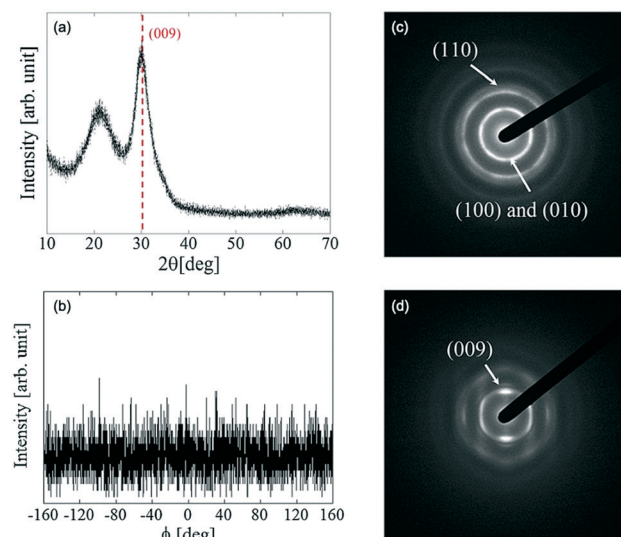 (a)
(009)
Intensity [arb. unit]
10 20 30 40 50 60 70
2θ[deg]
(b)
Intensity [arb. unit]
-160 -120 -80 -40 0 40 80 120 160
ϕ [deg]
(c)
(110)
(100) and (010)
(d)
(009)